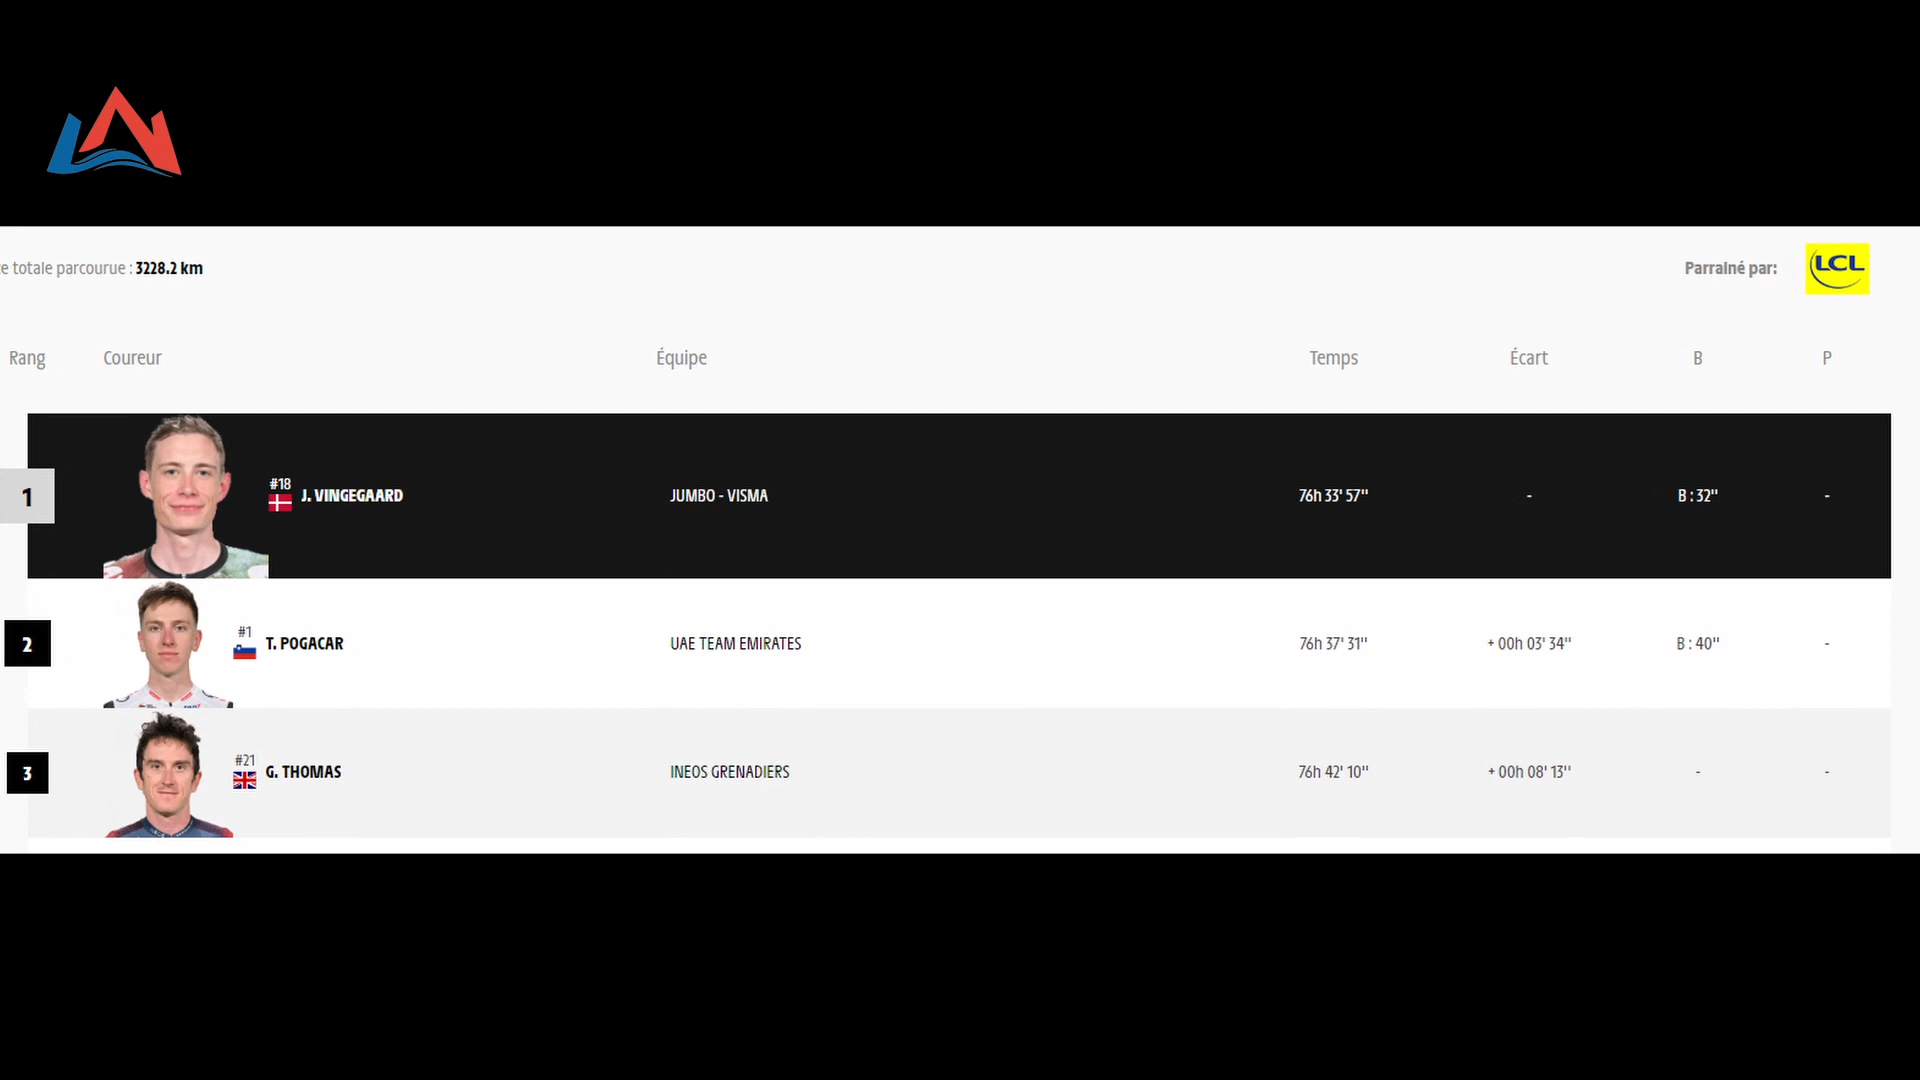 e totale parcourue : 3228.2 km
Parrainé par:
LCL
Rang Coureur Équipe Temps Écart B P
1 #18 J. VINGEGAARD JUMBO - VISMA 76h 33' 57'' - B : 32'' -
2 #1 T. POGACAR UAE TEAM EMIRATES 76h 37' 31'' + 00h 03' 34'' B : 40'' -
3 #21 G. THOMAS INEOS GRENADIERS 76h 42' 10'' + 00h 08' 13'' - -